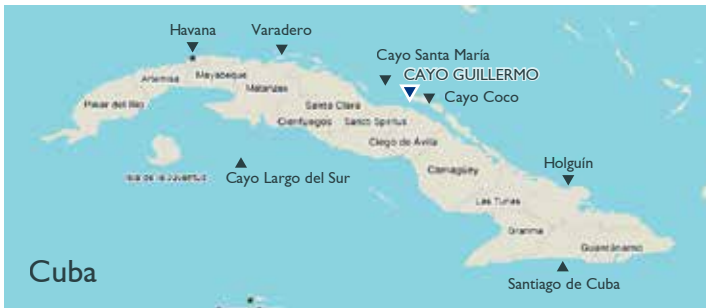 Havana
Varadero
Cayo Santa María
CAYO GUILLERMO
Cayo Coco
Artemisa
Mayabeque
Matanzas
Pinar del Rio
Santa Clara
Cienfuegos
Sancti Spiritus
Ciego de Ávila
Isla de la Juventud
Cayo Largo del Sur
Camagüey
Holguín
Las Tunas
Granma
Guantánamo
Cuba
Santiago de Cuba